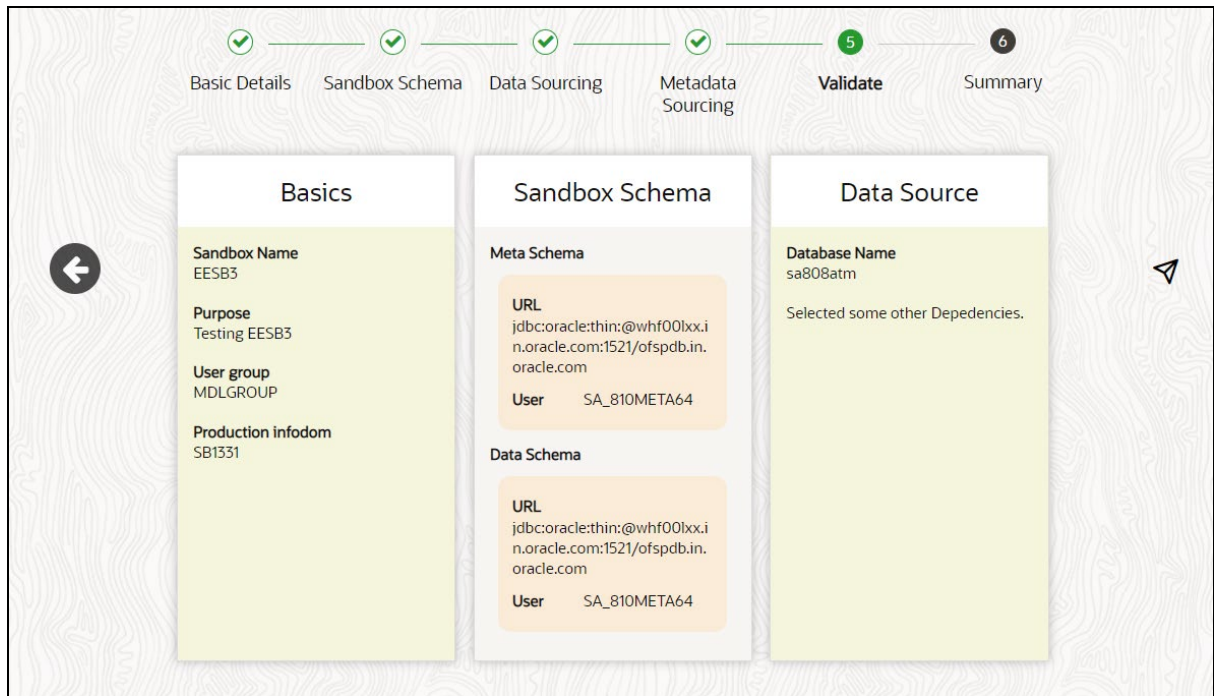 5
6
Basic Details
Sandbox Schema
Data Sourcing
Metadata
Sourcing
Validate
Summary
Basics
Sandbox Name
EESB3
Purpose
Testing EESB3
User group
MDLGROUP
Production infodom
SB1331
Sandbox Schema
Meta Schema
URL
jdbc:oracle:thin:@whf00lxx.i
n.oracle.com:1521/ofspdb.in.
oracle.com
User SA_810META64
Data Schema
URL
jdbc:oracle:thin:@whf00lxx.i
n.oracle.com:1521/ofspdb.in.
oracle.com
User SA_810META64
Data Source
Database Name
sa808atm
Selected some other Depedencies.